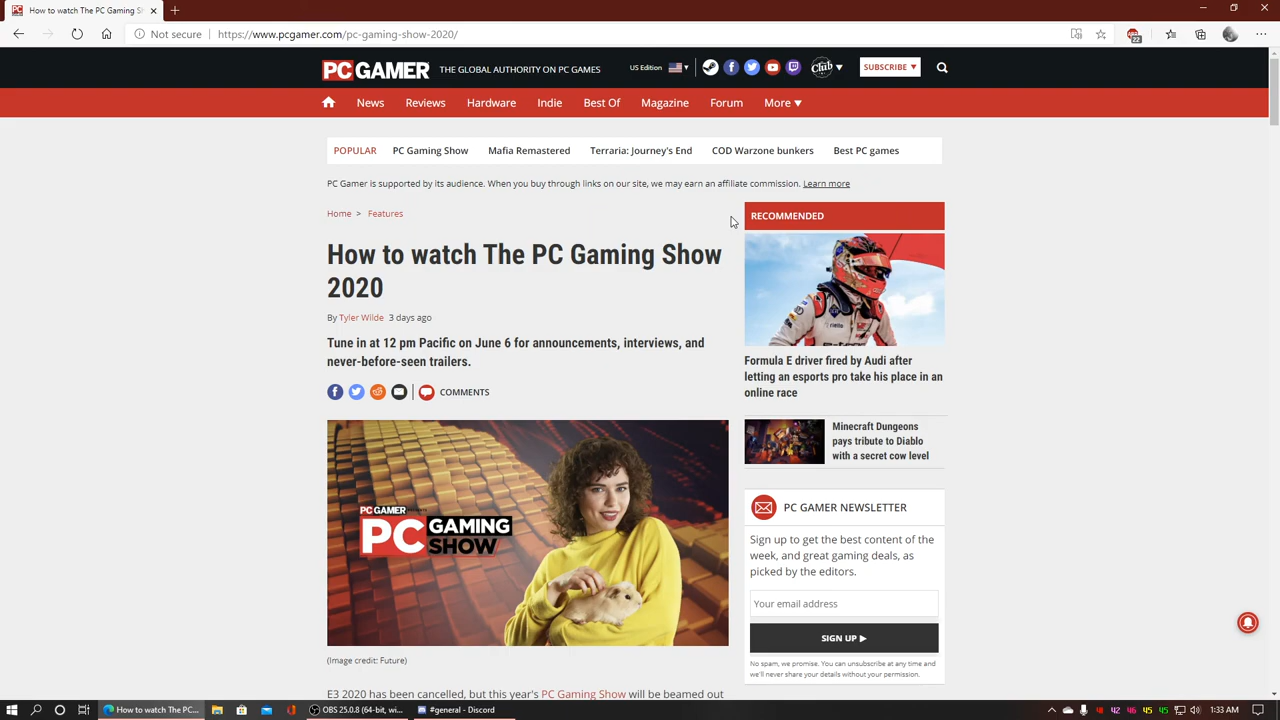 How to watch The PC Gaming Sh
Not secure
https://www.pcgamer.com/pc-gaming-show-2020/
22
PC GAMER
THE GLOBAL AUTHORITY ON PC GAMES
US Edition
Club
SUBSCRIBE
News
Reviews
Hardware
Indie
Best Of
Magazine
Forum
More
POPULAR
PC Gaming Show
Mafia Remastered
Terraria: Journey's End
COD Warzone bunkers
Best PC games
PC Gamer is supported by its audience. When you buy through links on our site, we may earn an affiliate commission. Learn more
Home > Features
How to watch The PC Gaming Show
2020
By Tyler Wilde 3 days ago
Tune in at 12 pm Pacific on June 6 for announcements, interviews, and
never-before-seen trailers.
COMMENTS
PC GAMER
PC GAMING
SHOW
(Image credit: Future)
E3 2020 has been cancelled, but this year's PC Gaming Show will be beamed out
RECOMMENDED
Formula E driver fired by Audi after
letting an esports pro take his place in an
online race
Minecraft Dungeons
pays tribute to Diablo
with a secret cow level
PC GAMER NEWSLETTER
Sign up to get the best content of the
week, and great gaming deals, as
picked by the editors.
Your email address
SIGN UP
No spam, we promise. You can unsubscribe at any time and
we'll never share your details without your permission.
How to watch The PC...
OBS 25.0.8 (64-bit, wi...
#general - Discord
45
45
1:33 AM